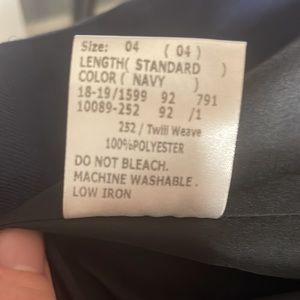 Size: 04 ( 04 )
LENGTH( STANDARD )
COLOR ( NAVY )
18-19/1599 92 791
10089-252 92 /1
252 / Twill Weave
100%POLYESTER
DO NOT BLEACH.
MACHINE WASHABLE.
LOW IRON